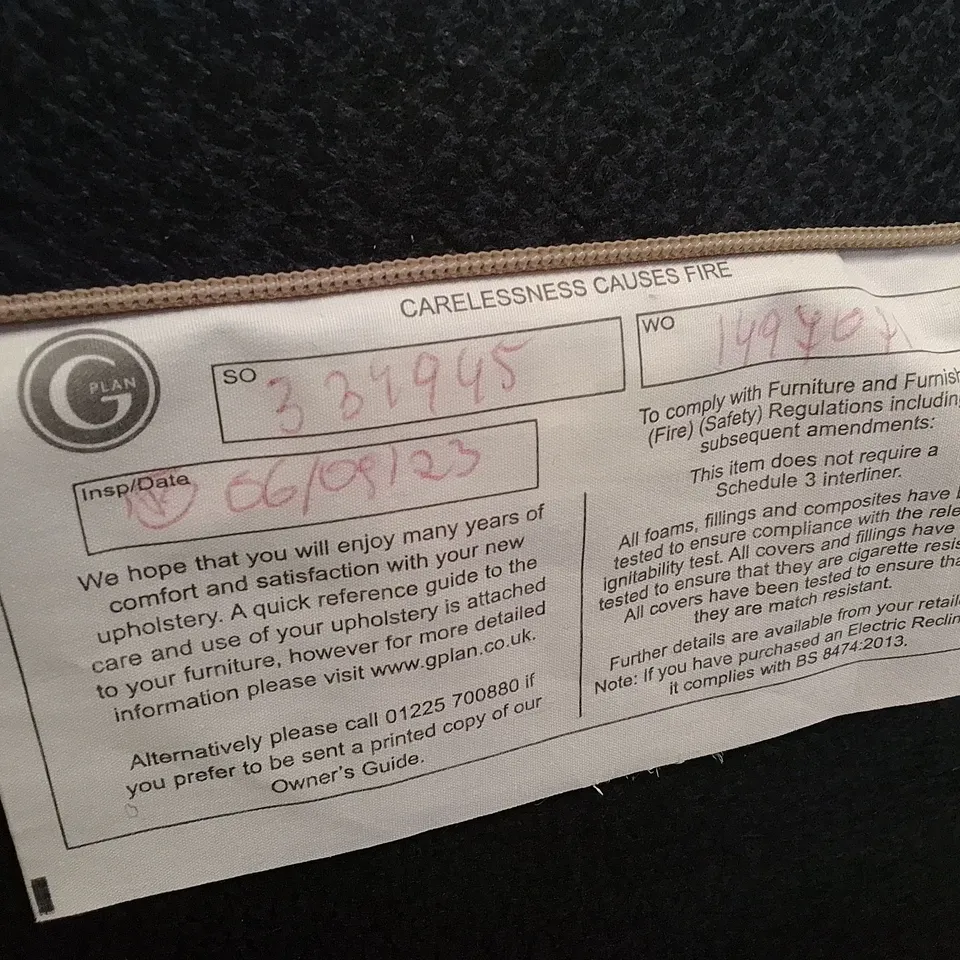 CARELESSNESS CAUSES FIRE
G PLAN
SO
WO
Insp/Date 06/09/23
We hope that you will enjoy many years of
comfort and satisfaction with your new
upholstery. A quick reference guide to the
care and use of your upholstery is attached
to your furniture, however for more detailed
information please visit www.gplan.co.uk.
Alternatively please call 01225 700880 if
you prefer to be sent a printed copy of our
Owner's Guide.
To comply with Furniture and Furnish
(Fire) (Safety) Regulations including
subsequent amendments:
This item does not require a
Schedule 3 interliner.
All foams, fillings and composites have
tested to ensure compliance with the rele
ignitability test. All covers and fillings have
tested to ensure that they are cigarette resis
All covers have been tested to ensure tha
they are match resistant.
Further details are available from your retaile
Note: If you have purchased an Electric Reclin
it complies with BS 8474:2013.